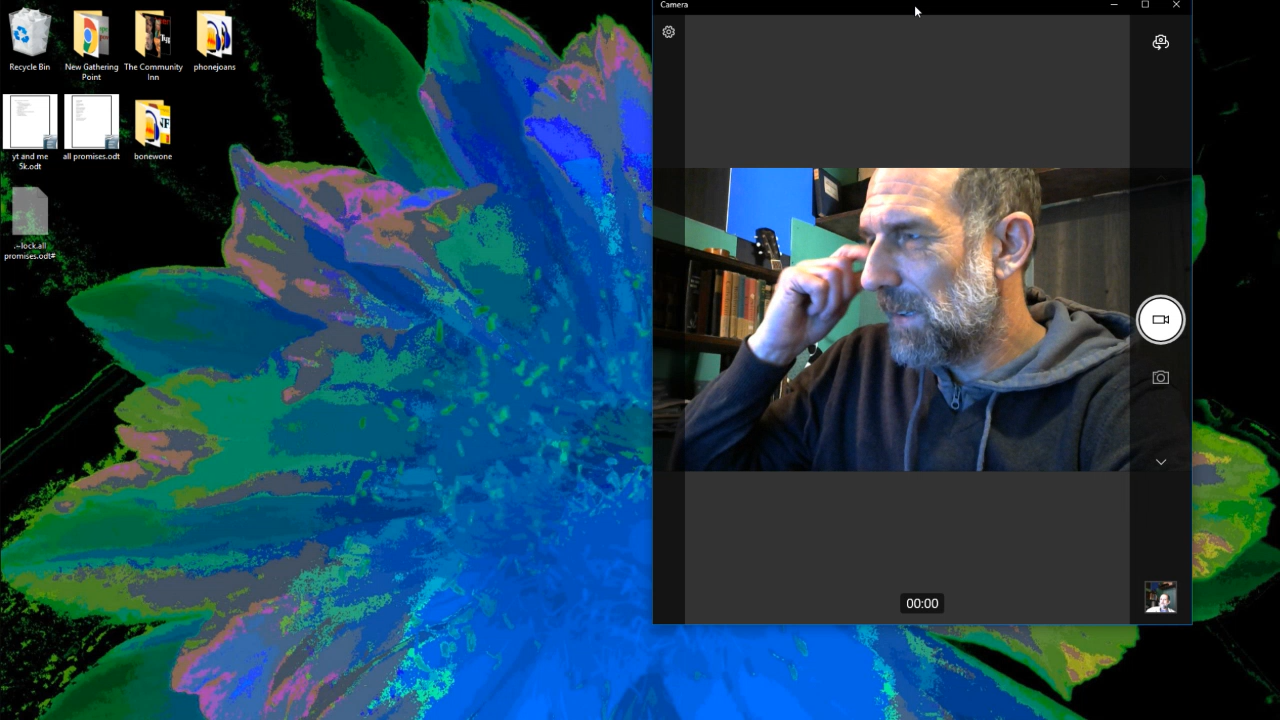 Camera
Recycle Bin
New Gathering
Point
The Community
Inn
phonejoans
yt and me
5k.odt
all promises.odt
bonewone
.~lock.all
promises.odt#
00:00